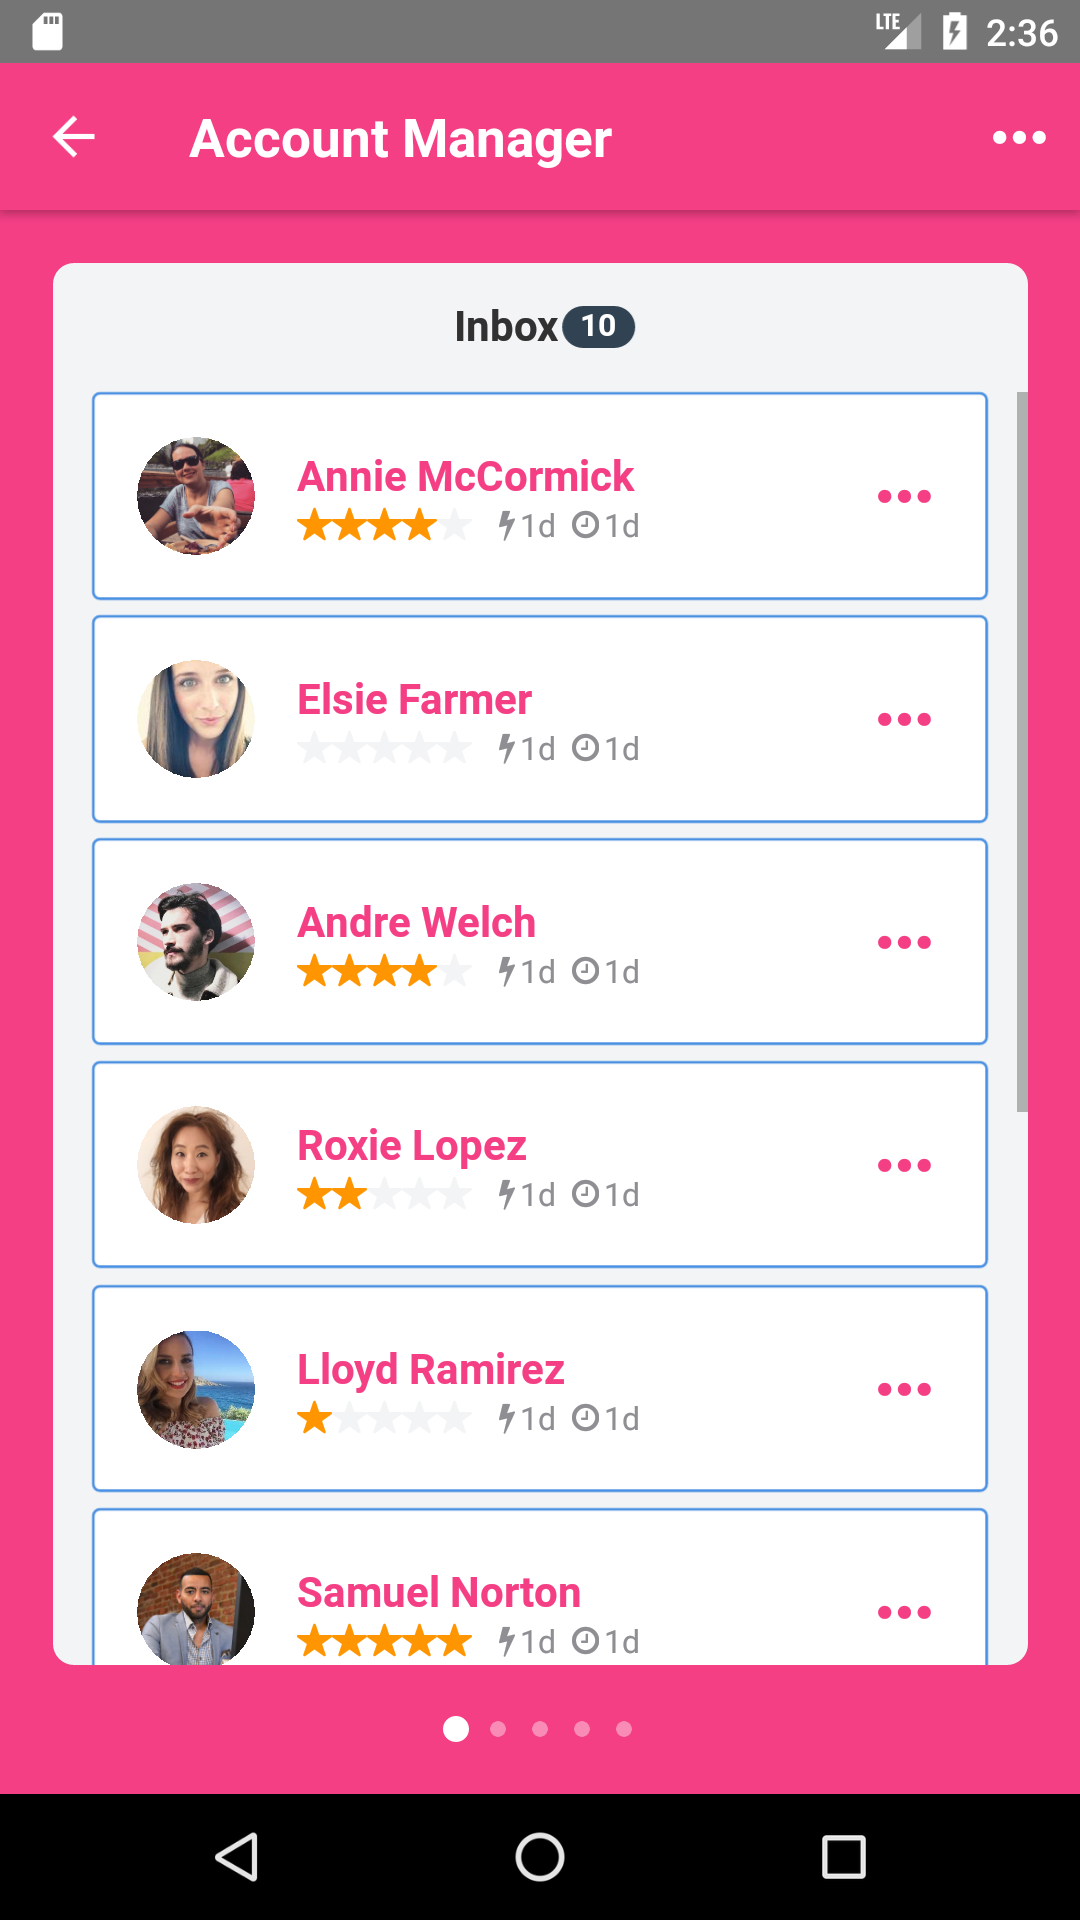 LTE 2:36
Account Manager
Inbox 10
Annie McCormick
1d 1d
Elsie Farmer
1d 1d
Andre Welch
1d 1d
Roxie Lopez
1d 1d
Lloyd Ramirez
1d 1d
Samuel Norton
1d 1d